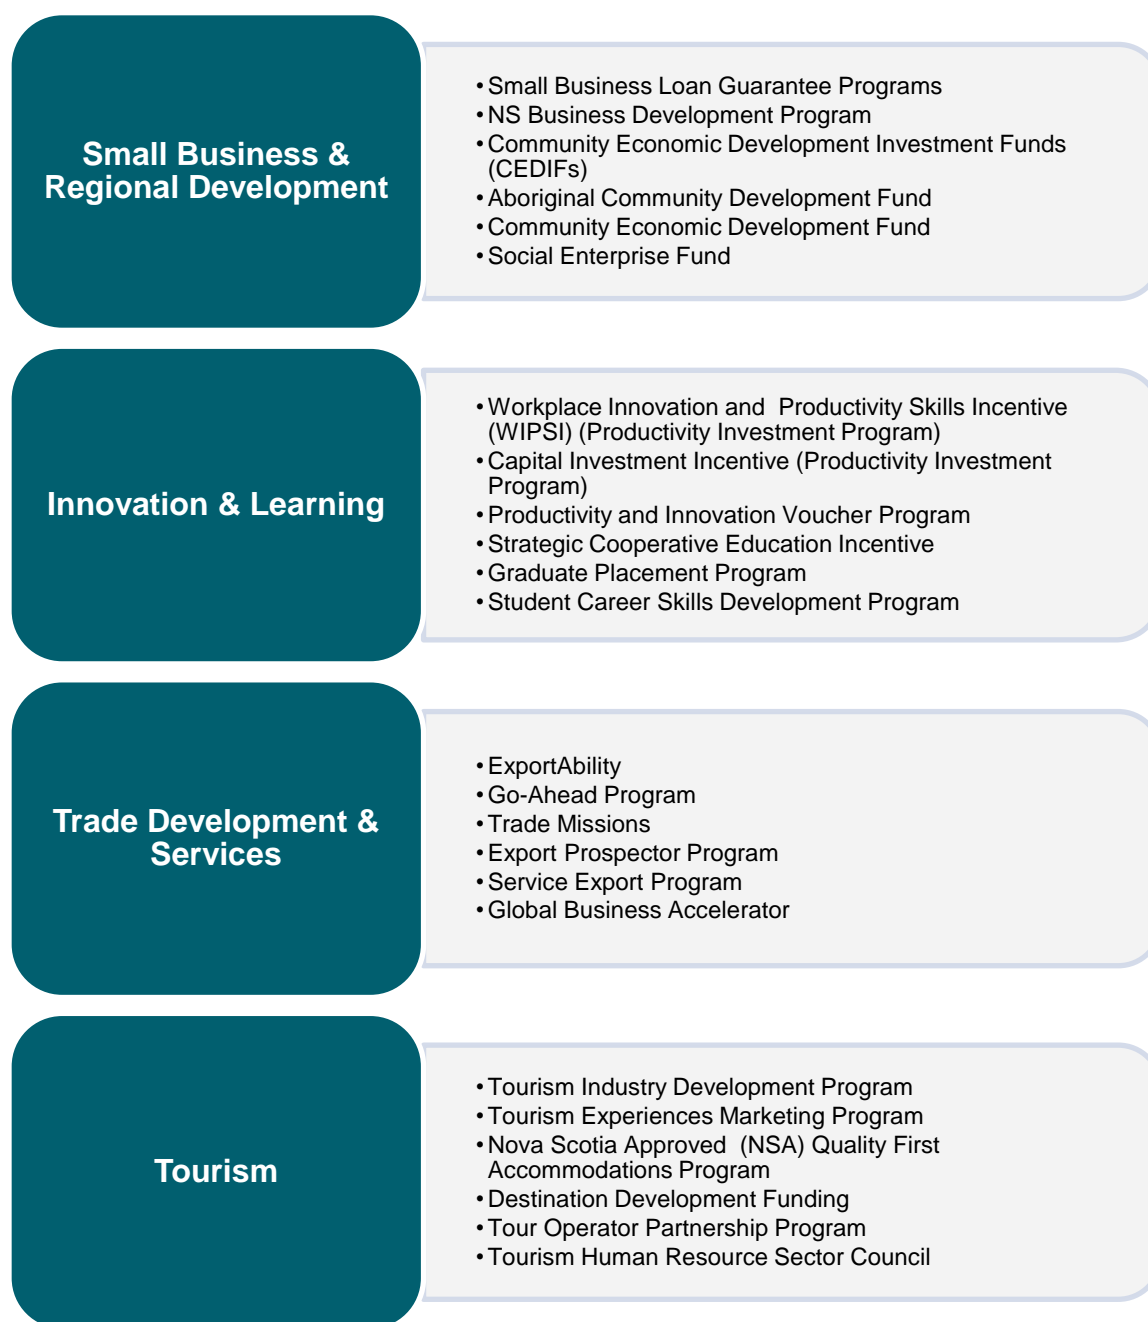 Small Business &
Regional Development
• Small Business Loan Guarantee Programs
• NS Business Development Program
• Community Economic Development Investment Funds
(CEDIFs)
• Aboriginal Community Development Fund
• Community Economic Development Fund
• Social Enterprise Fund
Innovation & Learning
• Workplace Innovation and  Productivity Skills Incentive
(WIPSI) (Productivity Investment Program)
• Capital Investment Incentive (Productivity Investment
Program)
• Productivity and Innovation Voucher Program
• Strategic Cooperative Education Incentive
• Graduate Placement Program
• Student Career Skills Development Program
Trade Development &
Services
• ExportAbility
• Go-Ahead Program
• Trade Missions
• Export Prospector Program
• Service Export Program
• Global Business Accelerator
Tourism
• Tourism Industry Development Program
• Tourism Experiences Marketing Program
• Nova Scotia Approved  (NSA) Quality First
Accommodations Program
• Destination Development Funding
• Tour Operator Partnership Program
• Tourism Human Resource Sector Council